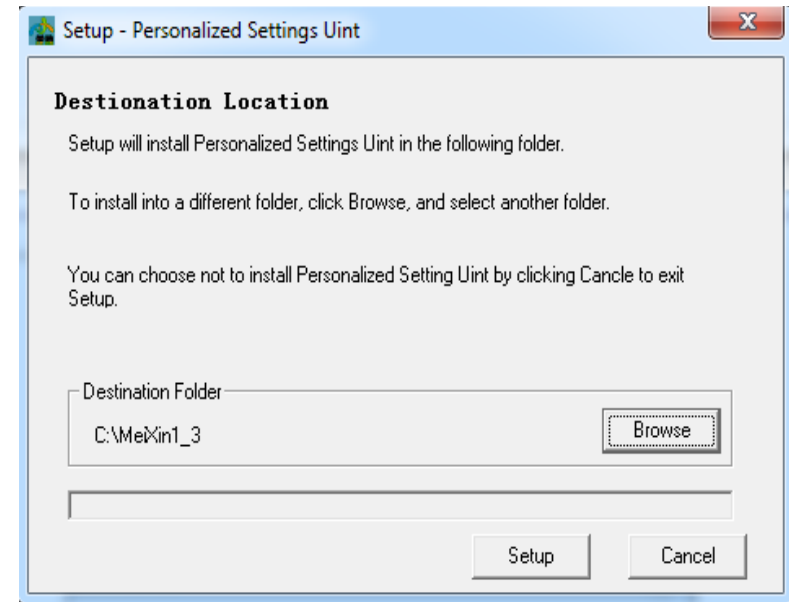 Setup - Personalized Settings Uint
Destionation Location
Setup will install Personalized Settings Uint in the following folder.
To install into a different folder, click Browse, and select another folder.
You can choose not to install Personalized Setting Uint by clicking Cancle to exit
Setup.
Destination Folder
C:\MeiXin1_3
Browse
Setup
Cancel